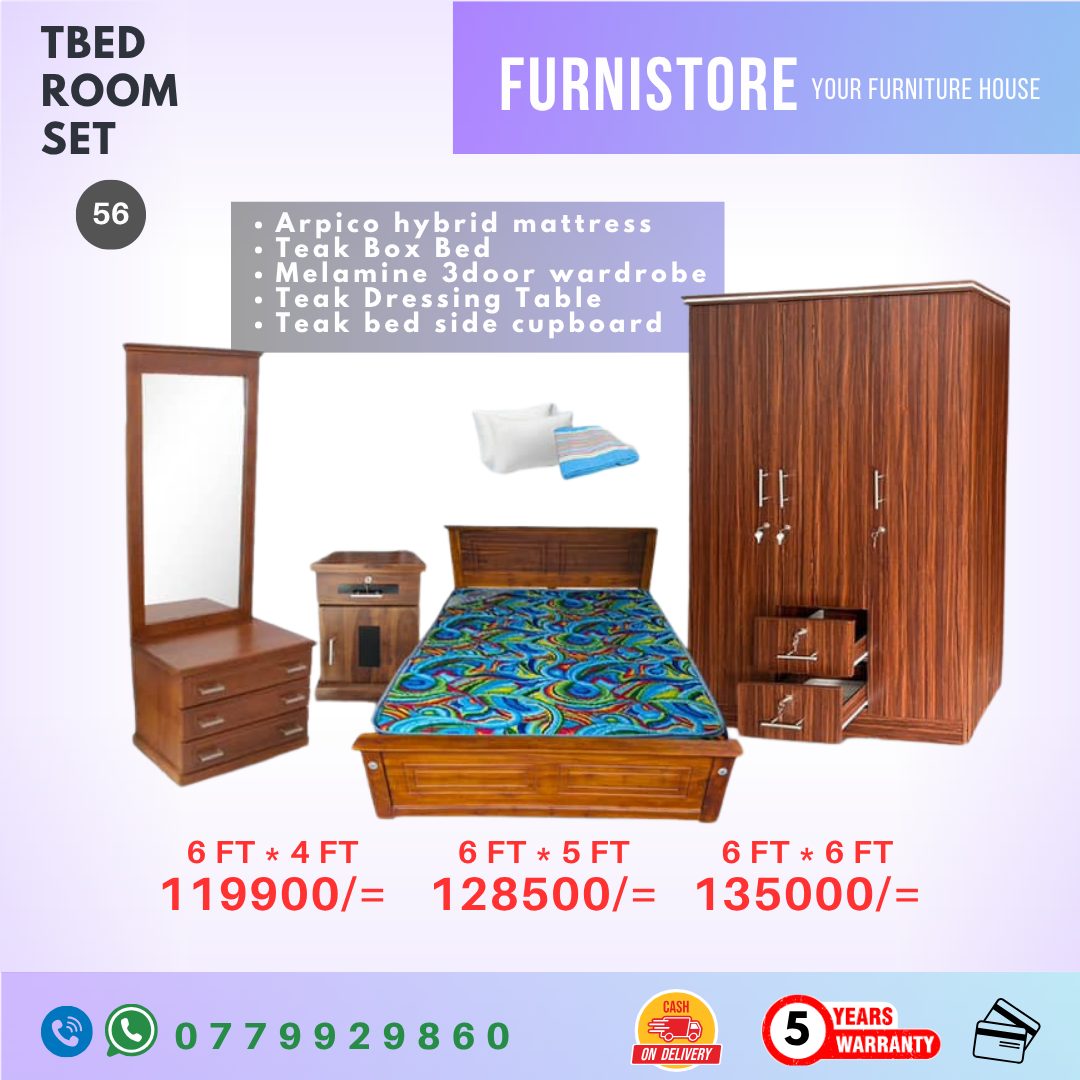 TBED
ROOM
SET
FURNISTORE YOUR FURNITURE HOUSE
56
• Arpico hybrid mattress
• Teak Box Bed
• Melamine 3door wardrobe
• Teak Dressing Table
• Teak bed side cupboard
6 FT * 4 FT
119900/=
6 FT * 5 FT
128500/=
6 FT * 6 FT
135000/=
0779929860
CASH
ON DELIVERY
5 YEARS
WARRANTY